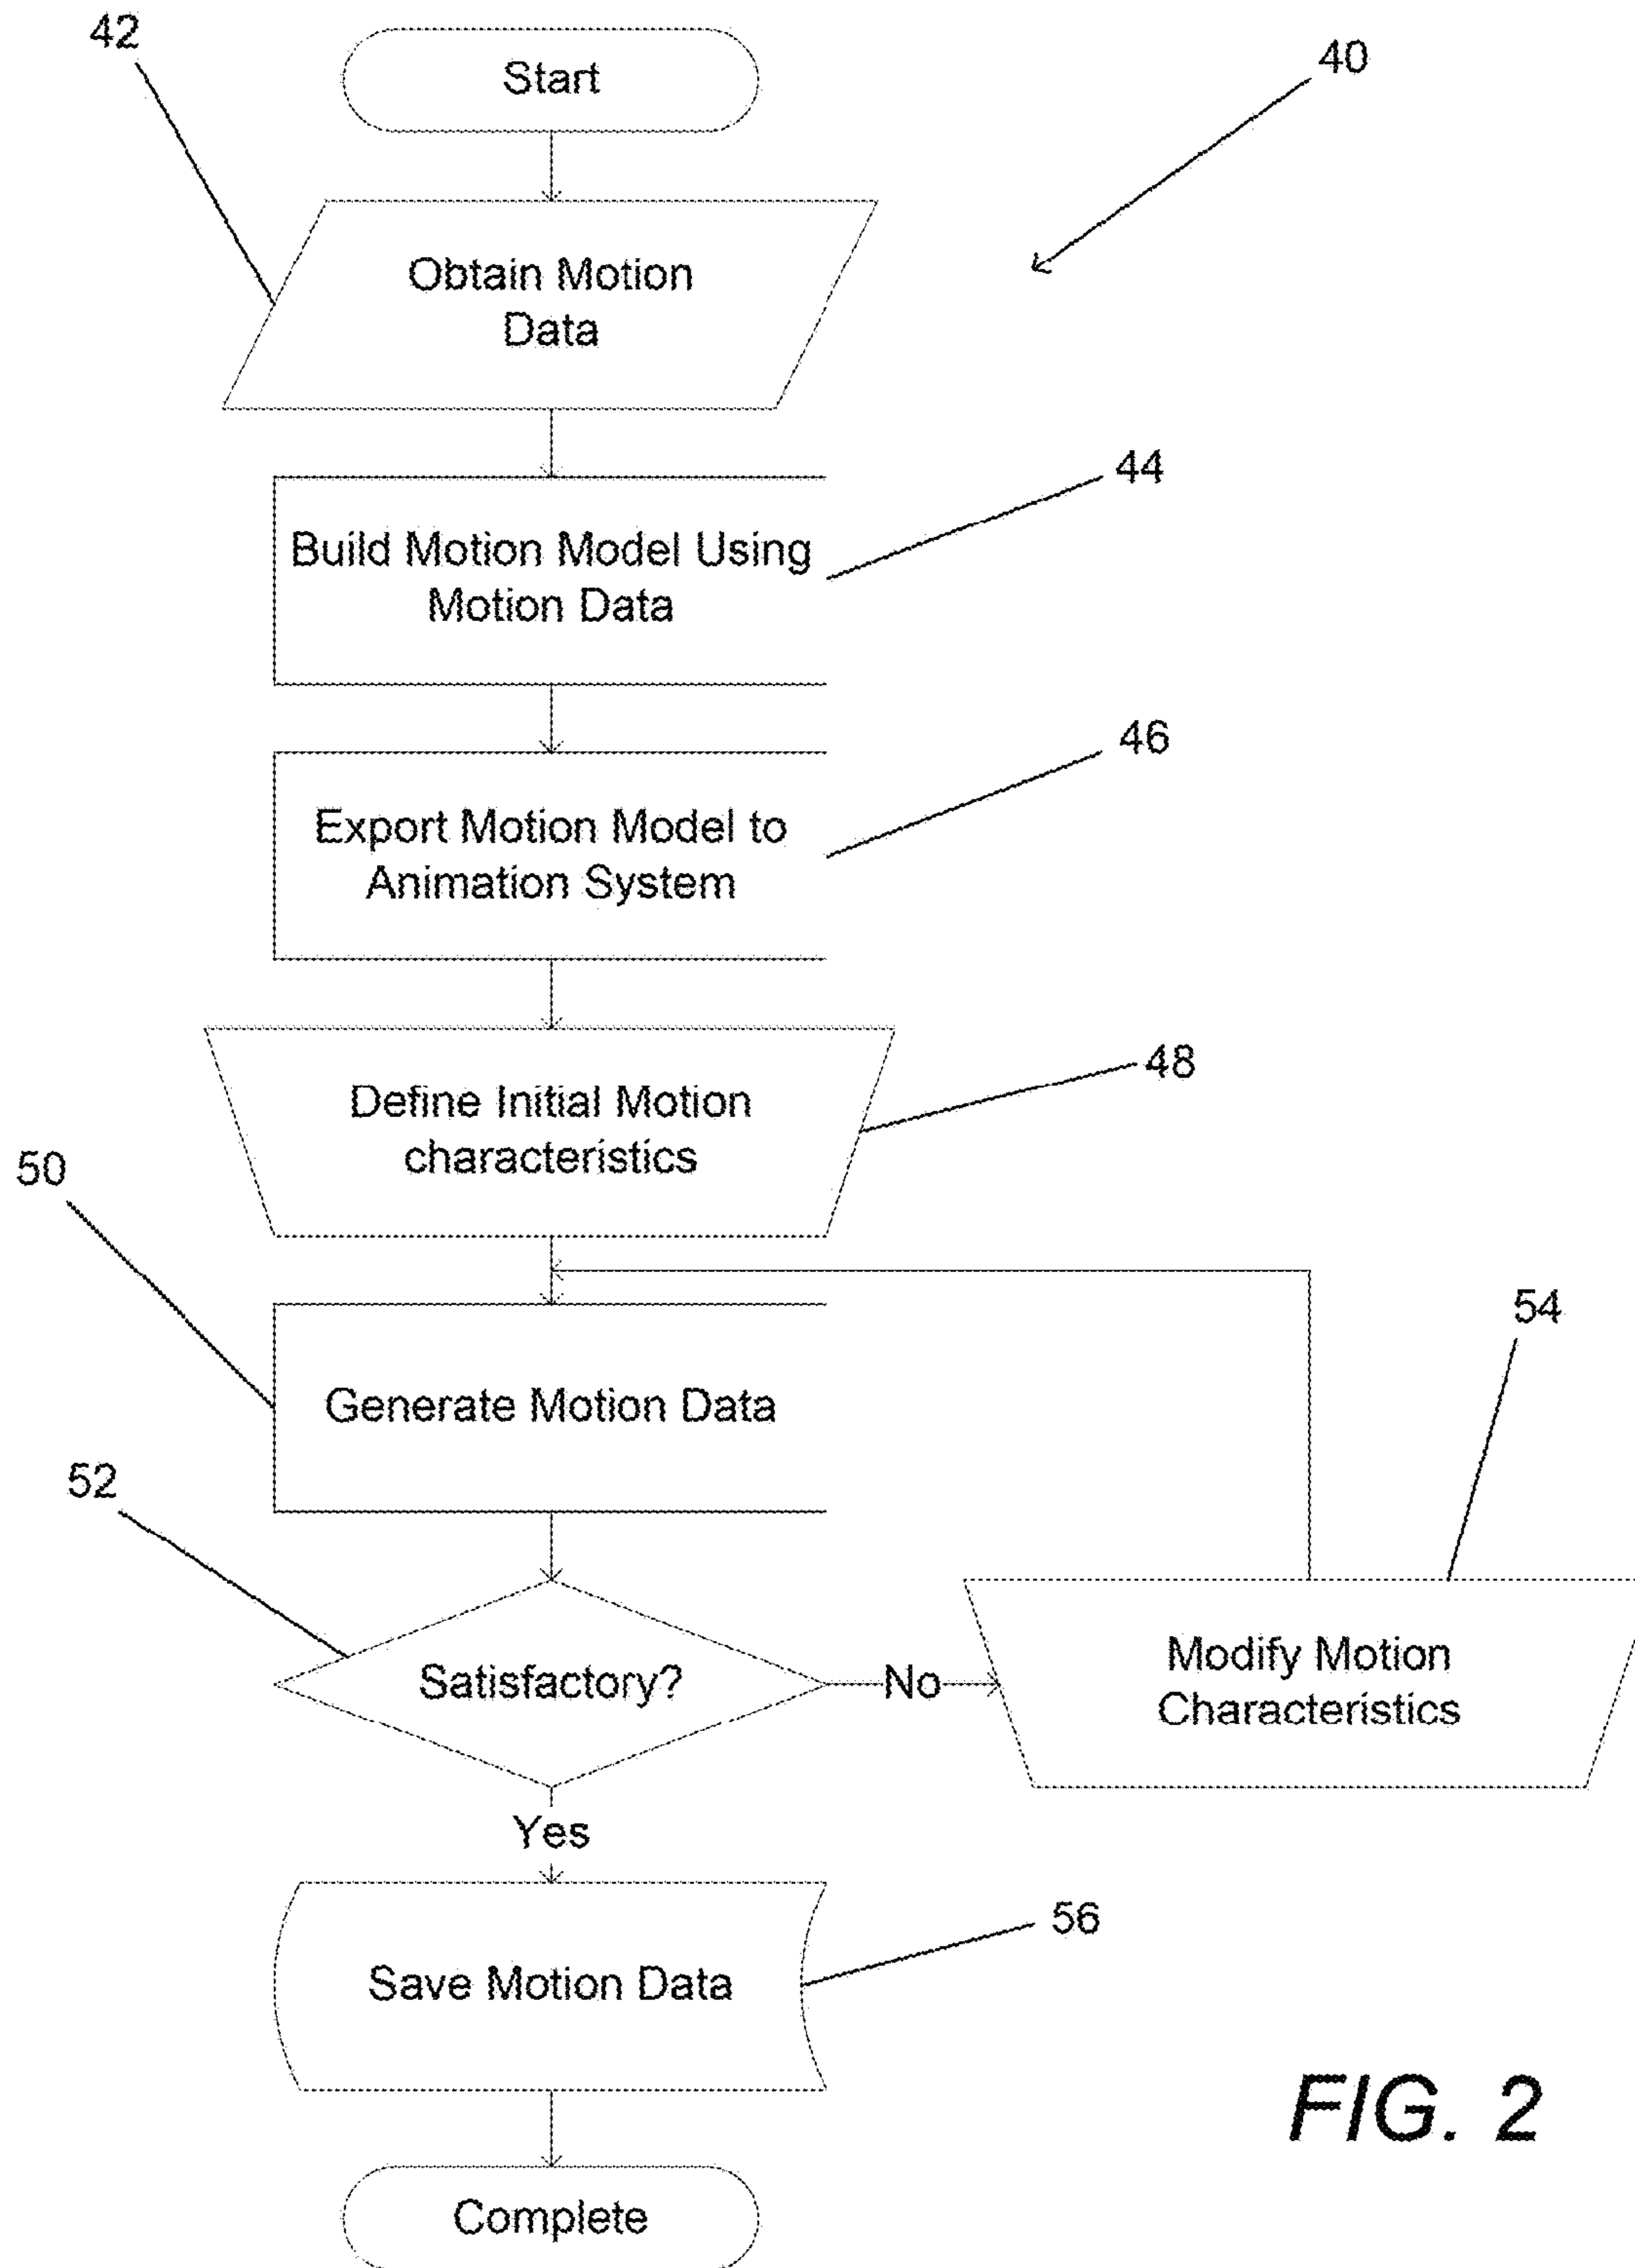 42
Start
40
Obtain Motion
Data
44
Build Motion Model Using
Motion Data
46
Export Motion Model to
Animation System
48
Define Initial Motion
characteristics
50
54
Generate Motion Data
52
Satisfactory?
No
Modify Motion
Characteristics
Yes
56
Save Motion Data
FIG. 2
Complete